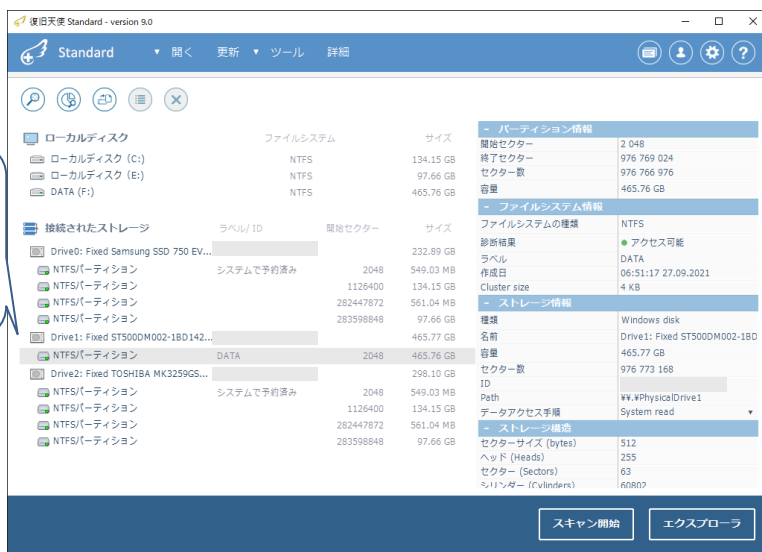 復旧天使 Standard - version 9.0
Standard ▼ 開く 更新 ▼ ツール 詳細
ローカルディスク ファイルシステム サイズ
ローカルディスク (C:) NTFS 134.15 GB
ローカルディスク (E:) NTFS 97.66 GB
DATA (F:) NTFS 465.76 GB
接続されたストレージ ラベル/ ID 開始セクター サイズ
Drive0: Fixed Samsung SSD 750 EV... 232.89 GB
NTFSパーティション システムで予約済み 2048 549.03 MB
NTFSパーティション 1126400 134.15 GB
NTFSパーティション 282447872 561.04 MB
NTFSパーティション 283598848 97.66 GB
Drive1: Fixed ST500DM002-1BD142... 465.77 GB
NTFSパーティション DATA 2048 465.76 GB
Drive2: Fixed TOSHIBA MK3259GS... 298.10 GB
NTFSパーティション システムで予約済み 2048 549.03 MB
NTFSパーティション 1126400 134.15 GB
NTFSパーティション 282447872 561.04 MB
NTFSパーティション 283598848 97.66 GB
- パーティション情報
開始セクター 2 048
終了セクター 976 769 024
セクター数 976 766 976
容量 465.76 GB
- ファイルシステム情報
ファイルシステムの種類 NTFS
診断結果 アクセス可能
ラベル DATA
作成日 06:51:17 27.09.2021
Cluster size 4 KB
- ストレージ情報
種類 Windows disk
名前 Drive1: Fixed ST500DM002-1BD
容量 465.77 GB
セクター数 976 773 168
ID
Path ¥¥.¥PhysicalDrive1
データアクセス手順 System read ▼
- ストレージ構造
セクターサイズ (bytes) 512
ヘッド (Heads) 255
セクター (Sectors) 63
シリンダー (Cylinders) 60802
スキャン開始 エクスプローラ